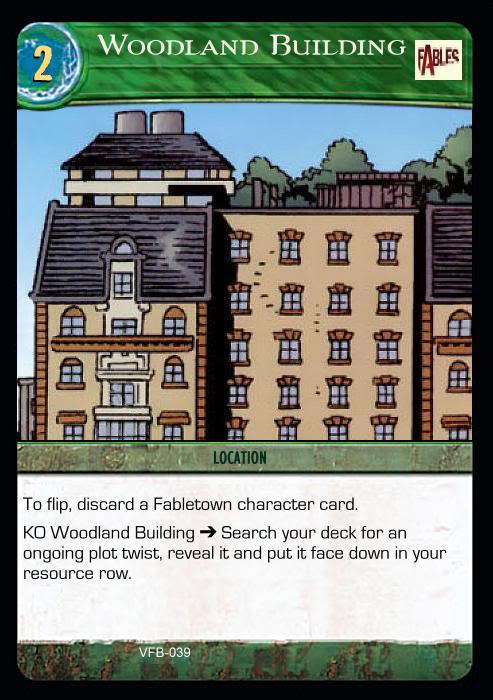 2
WOODLAND BUILDING
FABLES
LOCATION
To flip, discard a Fabletown character card.
KO Woodland Building ➔ Search your deck for an
ongoing plot twist, reveal it and put it face down in your
resource row.
VFB-039